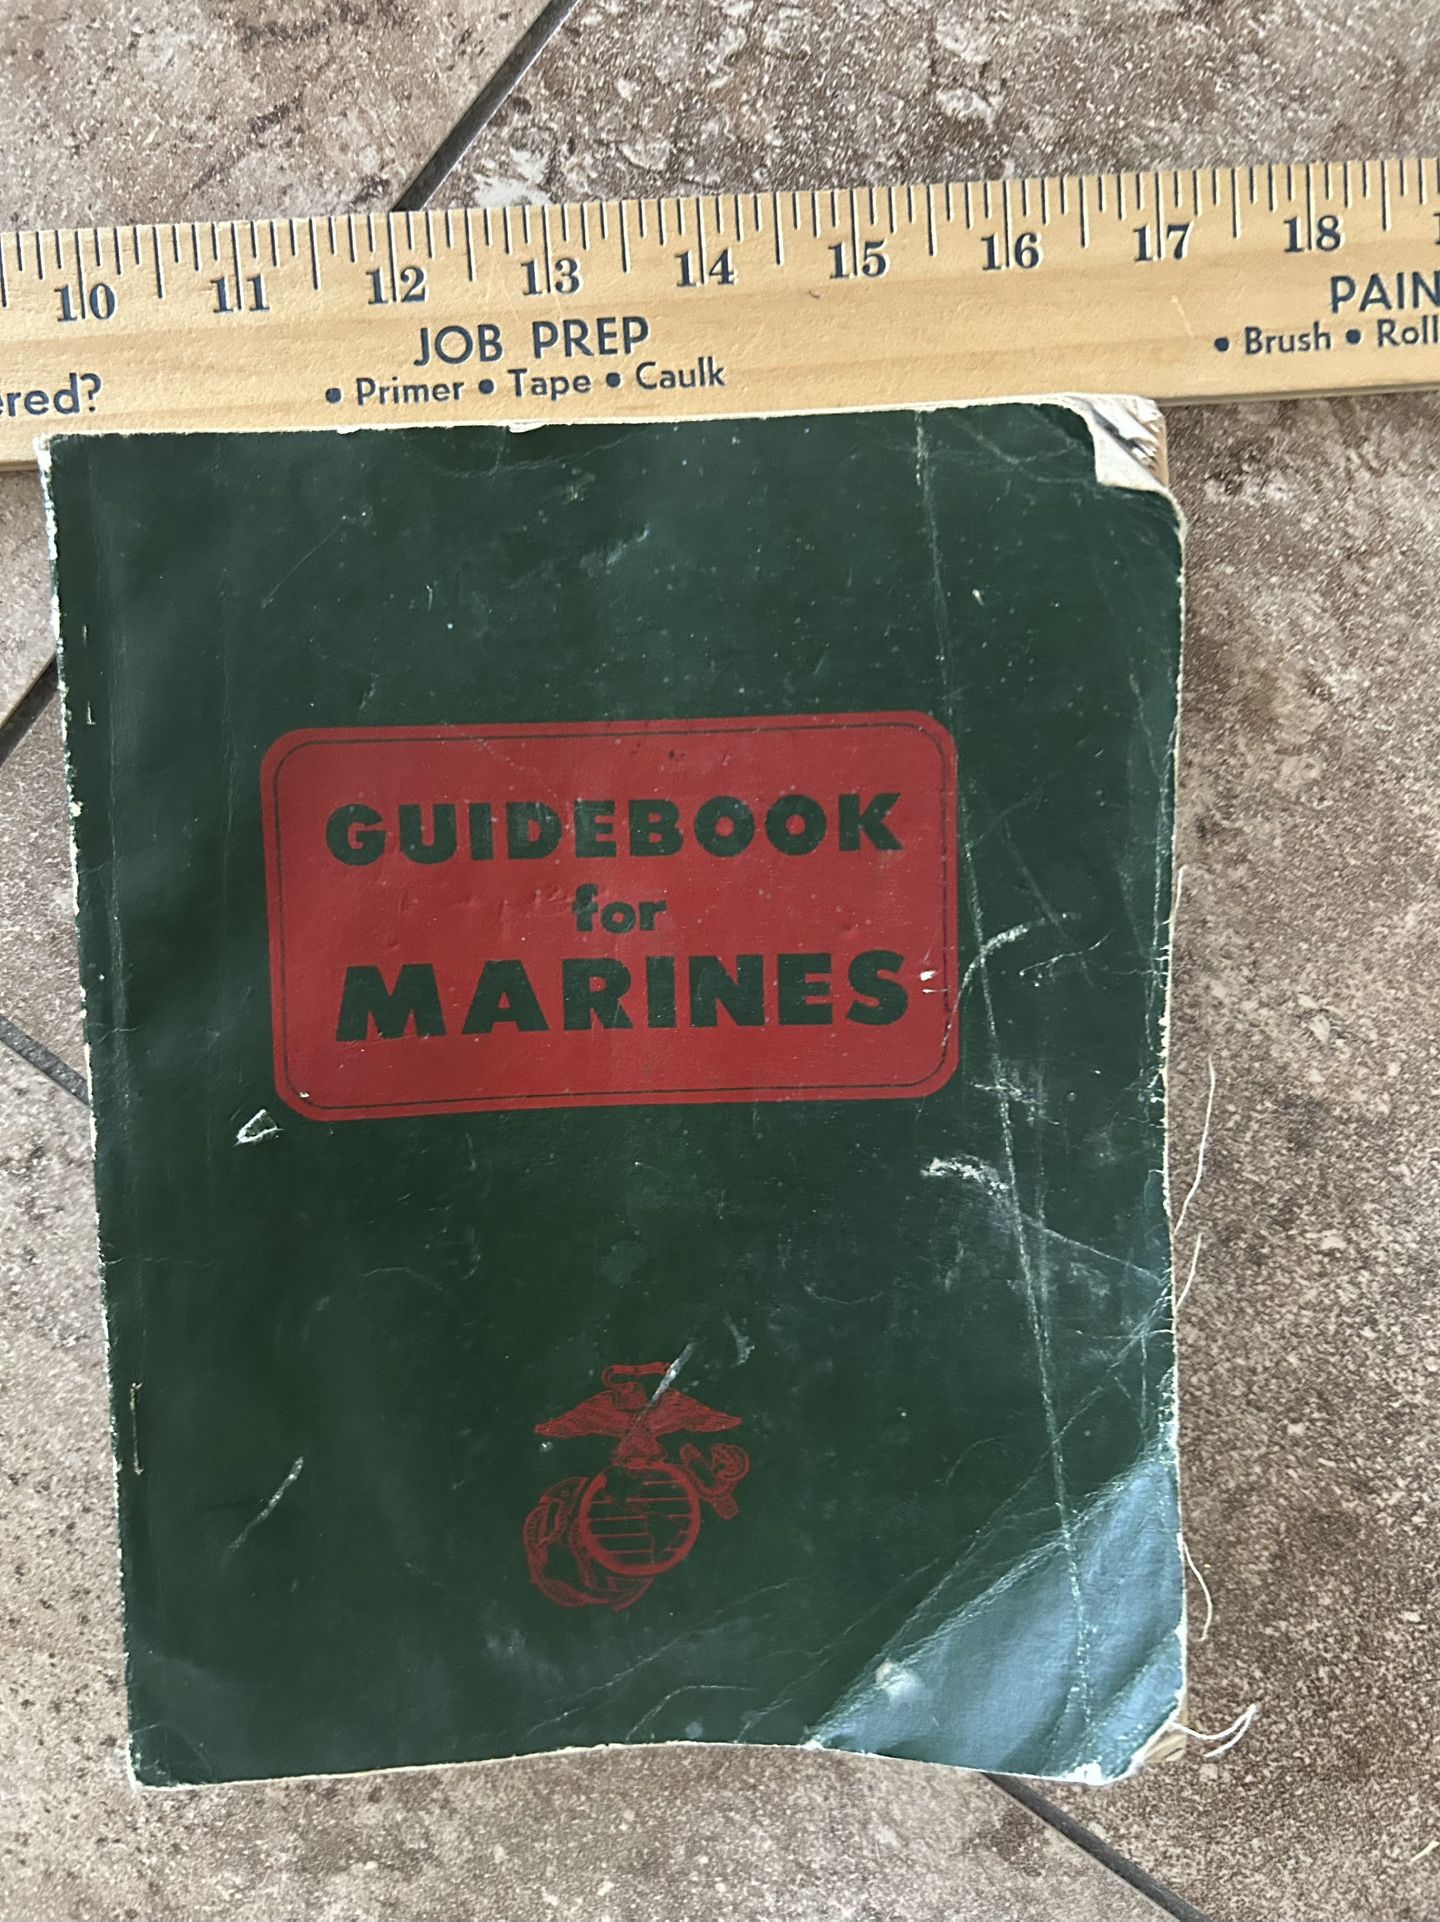 10 11 12 13 14 15 16 17 18
JOB PREP
• Primer • Tape • Caulk
PAIN
• Brush • Roll
ered?
GUIDEBOOK
for
MARINES